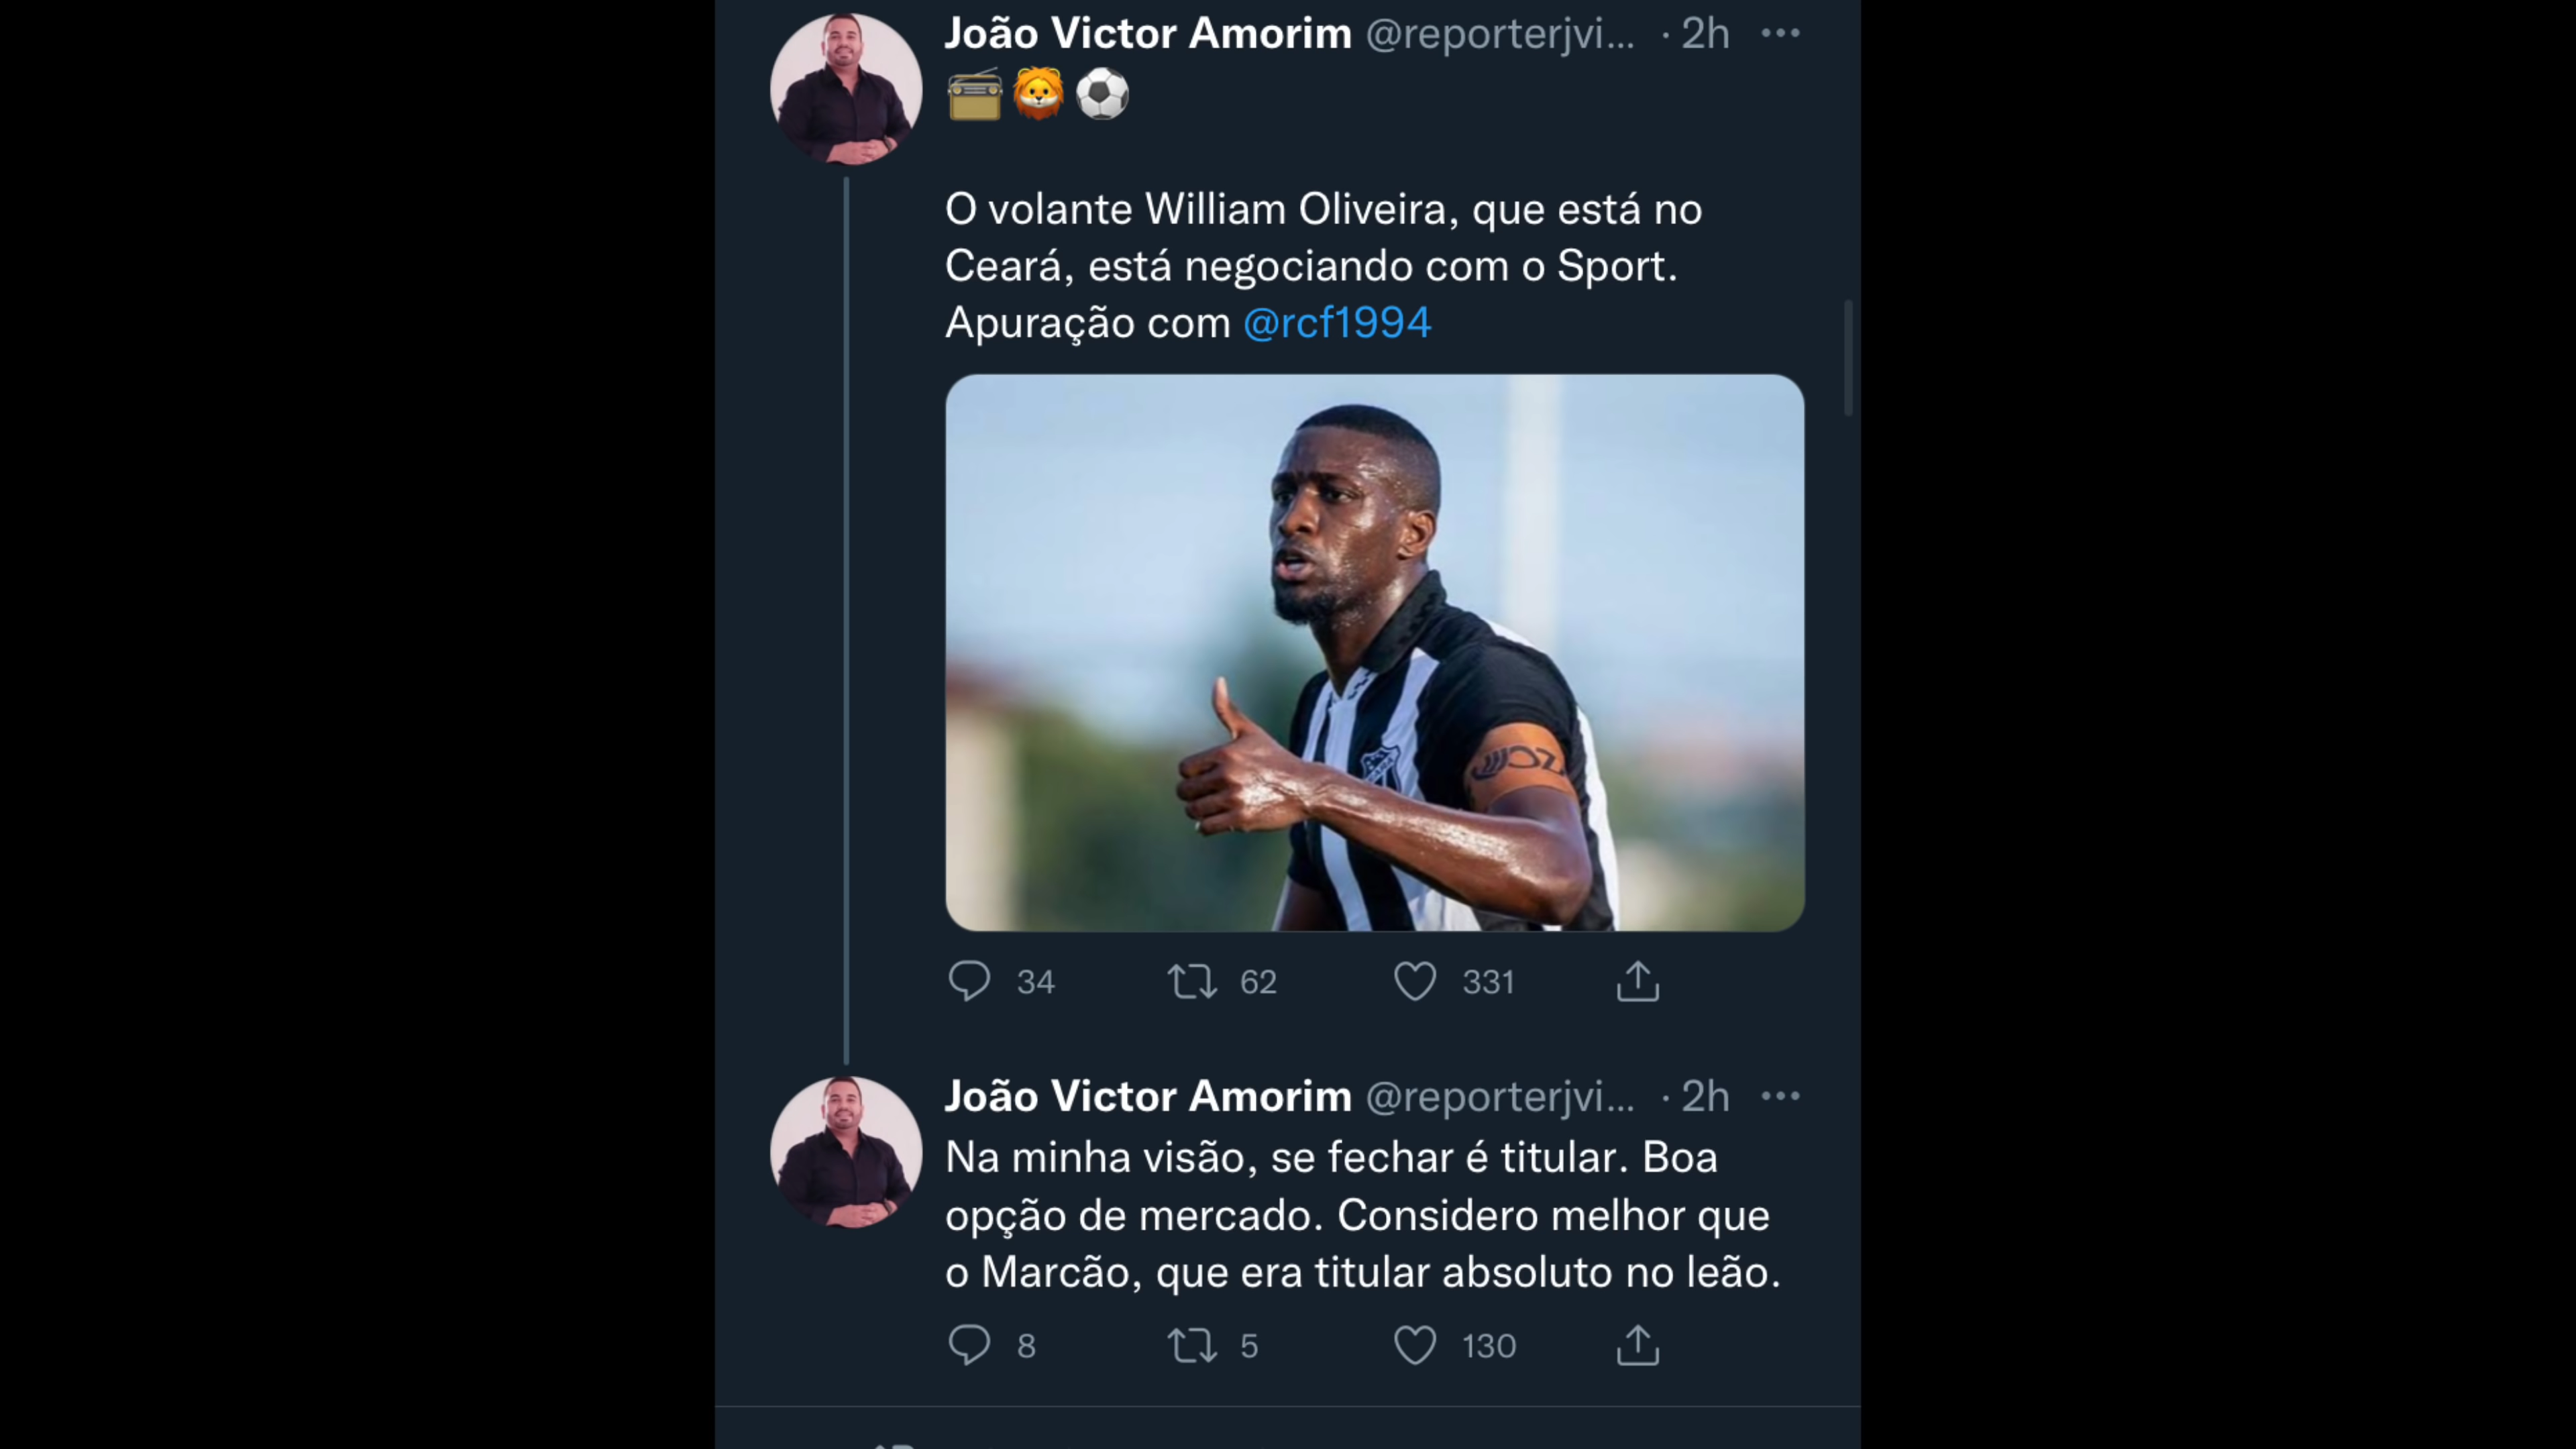 João Victor Amorim @reporterjvi... · 2h
📻🦁⚽
O volante William Oliveira, que está no
Ceará, está negociando com o Sport.
Apuração com @rcf1994
34 62 331
João Victor Amorim @reporterjvi... · 2h
Na minha visão, se fechar é titular. Boa
opção de mercado. Considero melhor que
o Marcão, que era titular absoluto no leão.
8 5 130